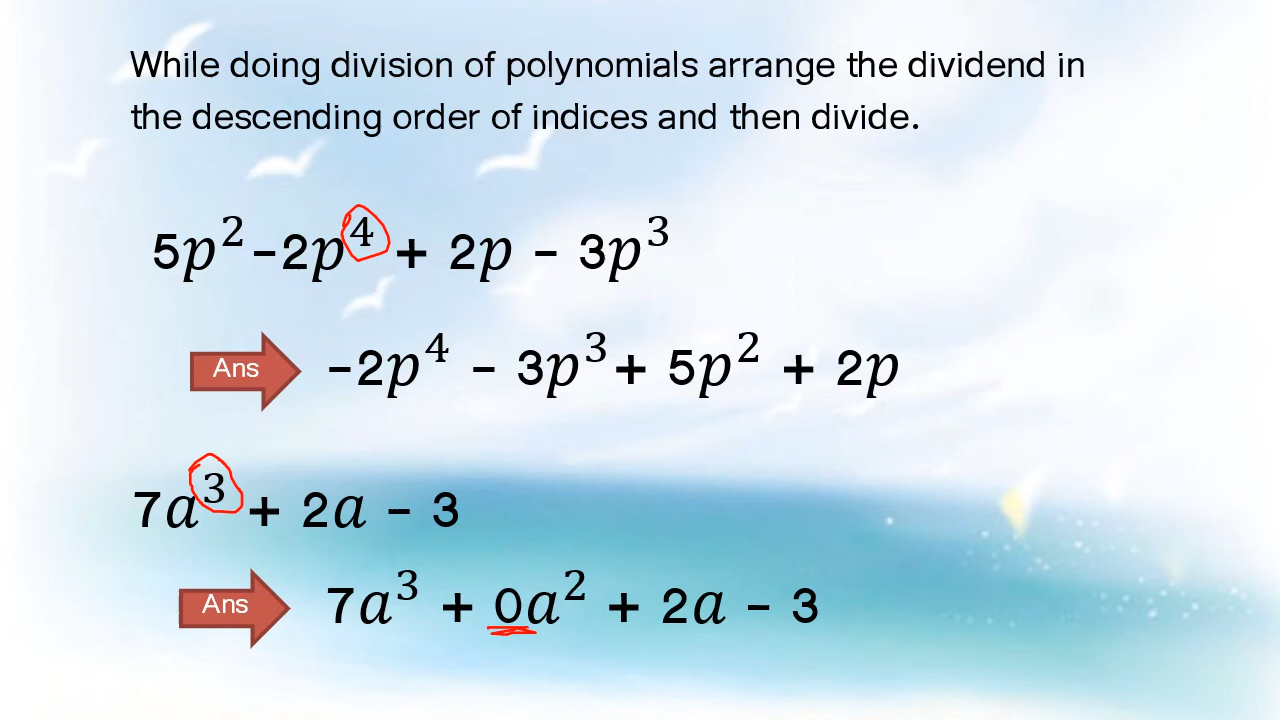 While doing division of polynomials arrange the dividend in
the descending order of indices and then divide.
5p² -2p⁴ + 2p - 3p³
Ans -2p⁴ - 3p³ + 5p² + 2p
7a³ + 2a - 3
Ans 7a³ + 0a² + 2a - 3